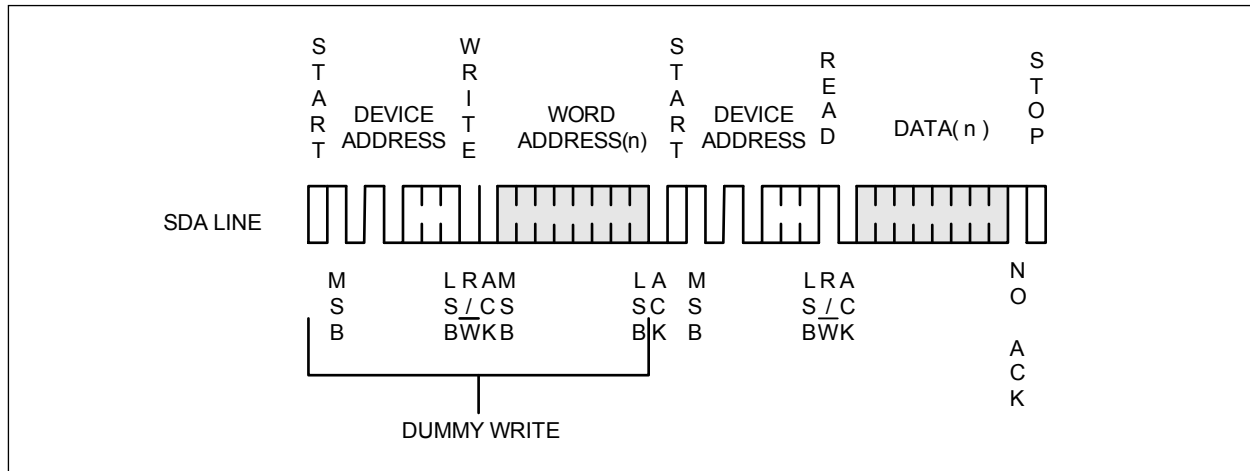 START
WRITE
START
READ
STOP
DEVICE
ADDRESS
WORD
ADDRESS(n)
DEVICE
ADDRESS
DATA( n )
SDA LINE
MSB
LSB
R/W
ACK
MSB
LSB
ACK
MSB
LSB
R/W
ACK
NO ACK
DUMMY WRITE